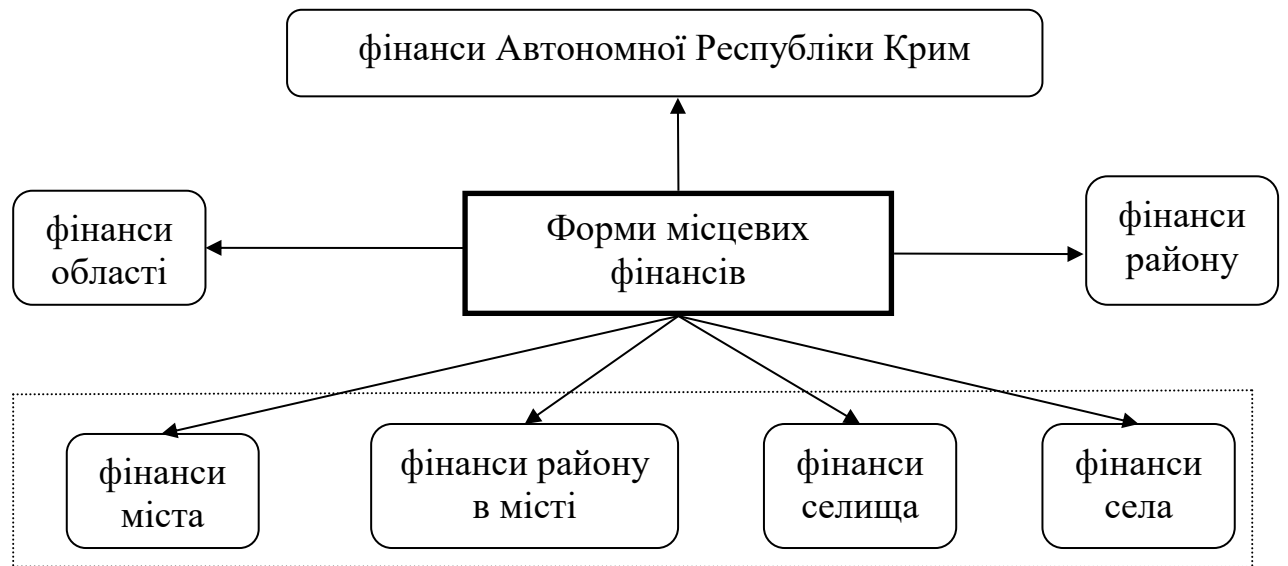 фінанси Автономної Республіки Крим
фінанси
області
Форми місцевих
фінансів
фінанси
району
фінанси
міста
фінанси району
в місті
фінанси
селища
фінанси
села